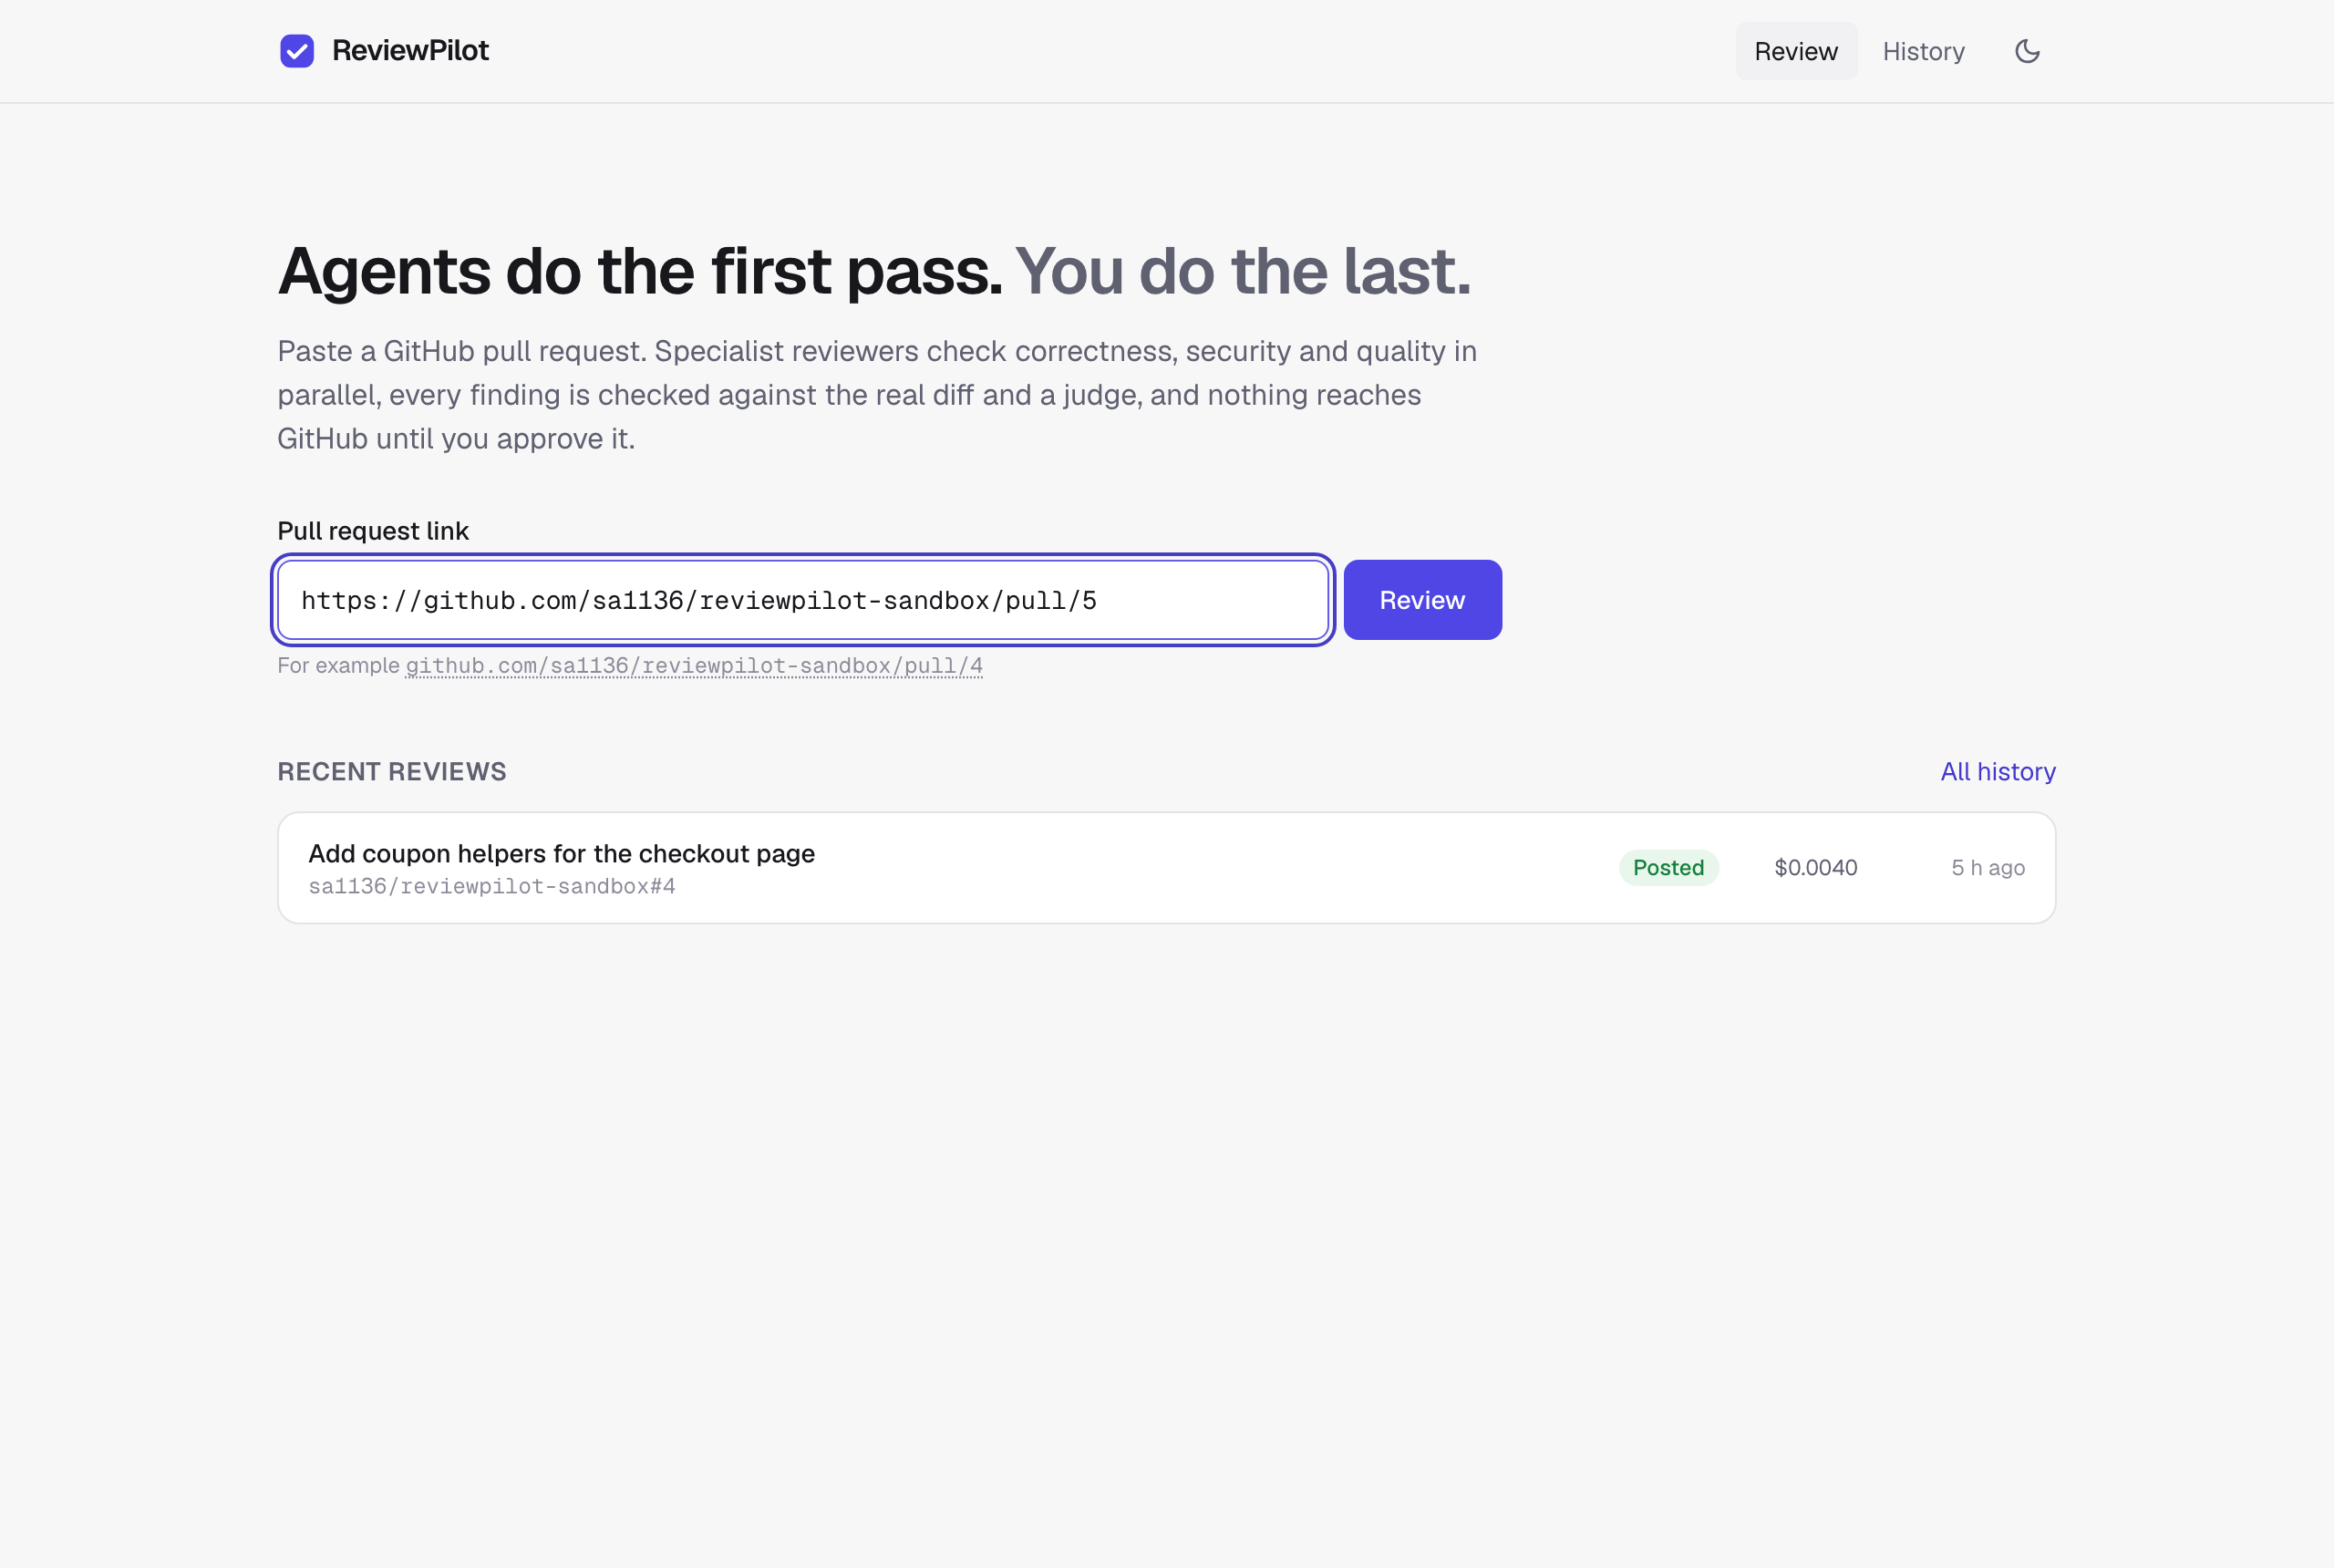 ReviewPilot
Review
History
Agents do the first pass. You do the last.
Paste a GitHub pull request. Specialist reviewers check correctness, security and quality in
parallel, every finding is checked against the real diff and a judge, and nothing reaches
GitHub until you approve it.
Pull request link
https://github.com/sa1136/reviewpilot-sandbox/pull/5
Review
For example github.com/sa1136/reviewpilot-sandbox/pull/4
RECENT REVIEWS
All history
Add coupon helpers for the checkout page
sa1136/reviewpilot-sandbox#4
Posted
$0.0040
5 h ago